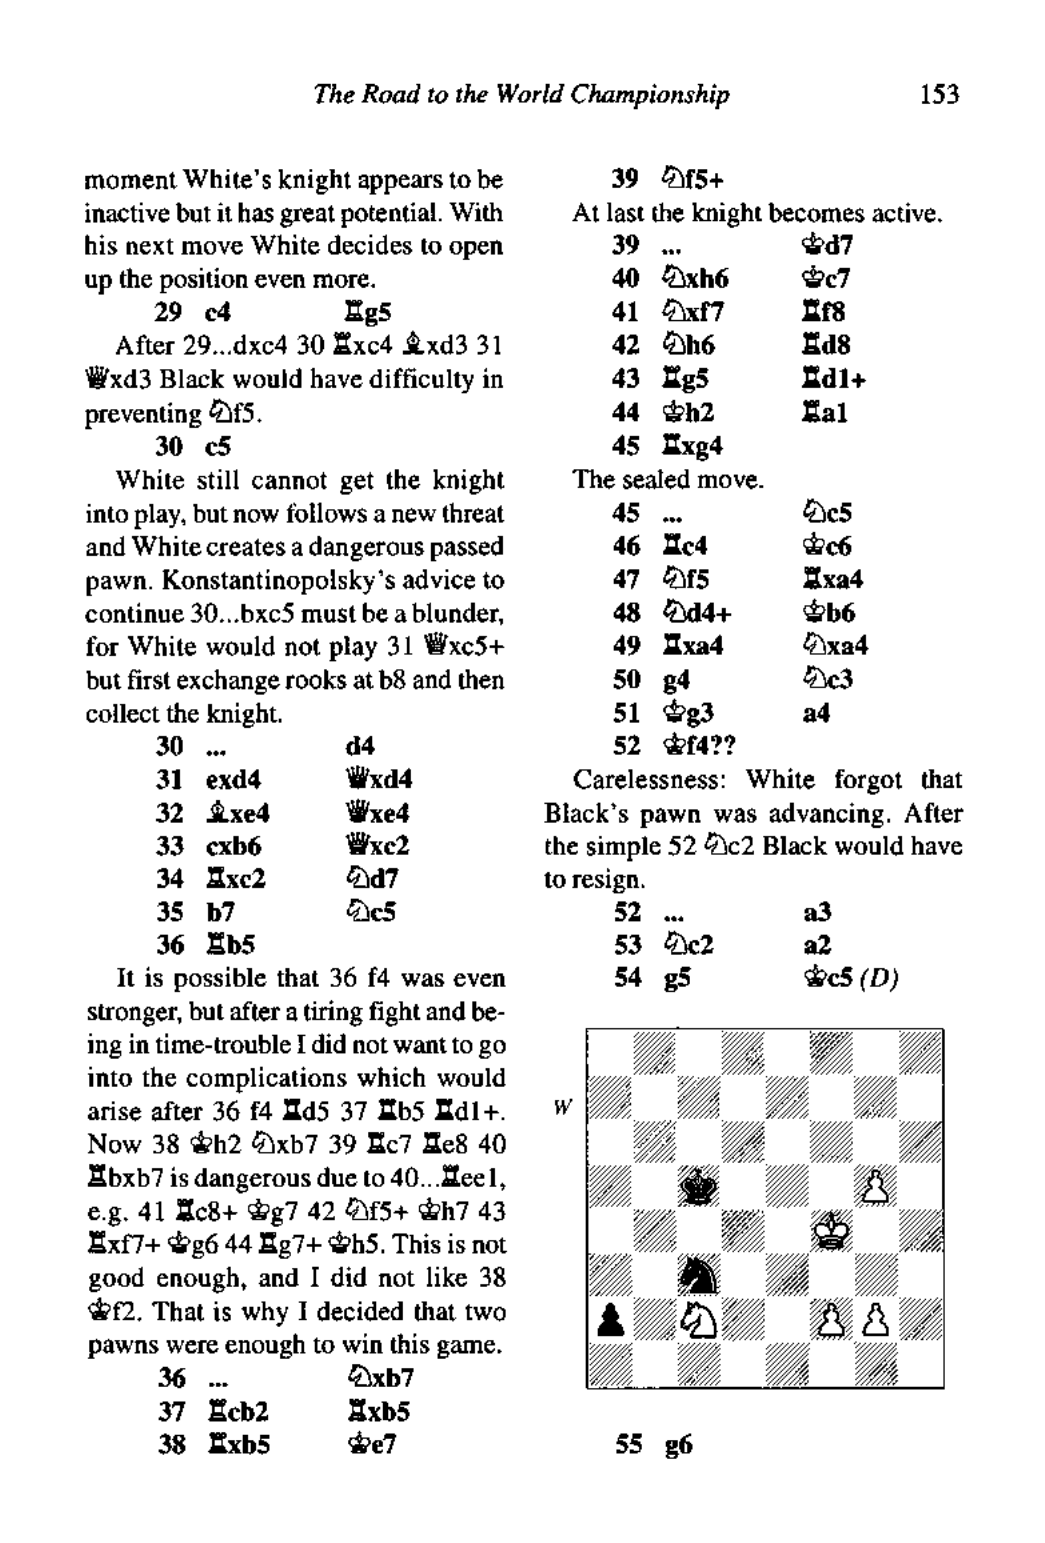 The Road to the World Championship 153
moment White's knight appears to be
inactive but it has great potential. With
his next move White decides to open
up the position even more.
29 c4 ♖g5
After 29...dxc4 30 ♖xc4 ♗xd3 31
♕xd3 Black would have difficulty in
preventing ♘f5.
30 c5
White still cannot get the knight
into play, but now follows a new threat
and White creates a dangerous passed
pawn. Konstantinopolsky's advice to
continue 30...bxc5 must be a blunder,
for White would not play 31 ♕xc5+
but first exchange rooks at b8 and then
collect the knight.
30 ... d4
31 exd4 ♕xd4
32 ♗xe4 ♕xe4
33 cxb6 ♕xc2
34 ♖xc2 ♘d7
35 b7 ♘c5
36 ♖b5
It is possible that 36 f4 was even
stronger, but after a tiring fight and be-
ing in time-trouble I did not want to go
into the complications which would
arise after 36 f4 ♖d5 37 ♖b5 ♖d1+.
Now 38 ♔h2 ♘xb7 39 ♖c7 ♖e8 40
♖bxb7 is dangerous due to 40...♖ee1,
e.g. 41 ♖c8+ ♔g7 42 ♘f5+ ♔h7 43
♖xf7+ ♔g6 44 ♖g7+ ♔h5. This is not
good enough, and I did not like 38
♔f2. That is why I decided that two
pawns were enough to win this game.
36 ... ♘xb7
37 ♖cb2 ♖xb5
38 ♖xb5 ♔e7
39 ♘f5+
At last the knight becomes active.
39 ... ♔d7
40 ♘xh6 ♔c7
41 ♘xf7 ♖f8
42 ♘h6 ♖d8
43 ♖g5 ♖d1+
44 ♔h2 ♖a1
45 ♖xg4
The sealed move.
45 ... ♘c5
46 ♖c4 ♔c6
47 ♘f5 ♖xa4
48 ♘d4+ ♔b6
49 ♖xa4 ♘xa4
50 g4 ♘c3
51 ♔g3 a4
52 ♔f4??
Carelessness: White forgot that
Black's pawn was advancing. After
the simple 52 ♘c2 Black would have
to resign.
52 ... a3
53 ♘c2 a2
54 g5 ♔c5 (D)
W
55 g6